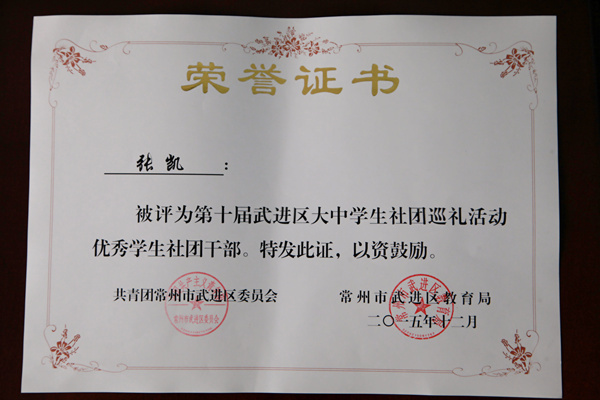 荣誉证书
张凯：
被评为第十届武进区大中学生社团巡礼活动
优秀学生社团干部。特发此证，以资鼓励。
共青团常州市武进区委员会 常州市武进区教育局
二〇一五年十二月